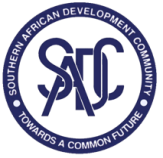 SOUTHERN AFRICAN DEVELOPMENT COMMUNITY
SADC
TOWARDS A COMMON FUTURE